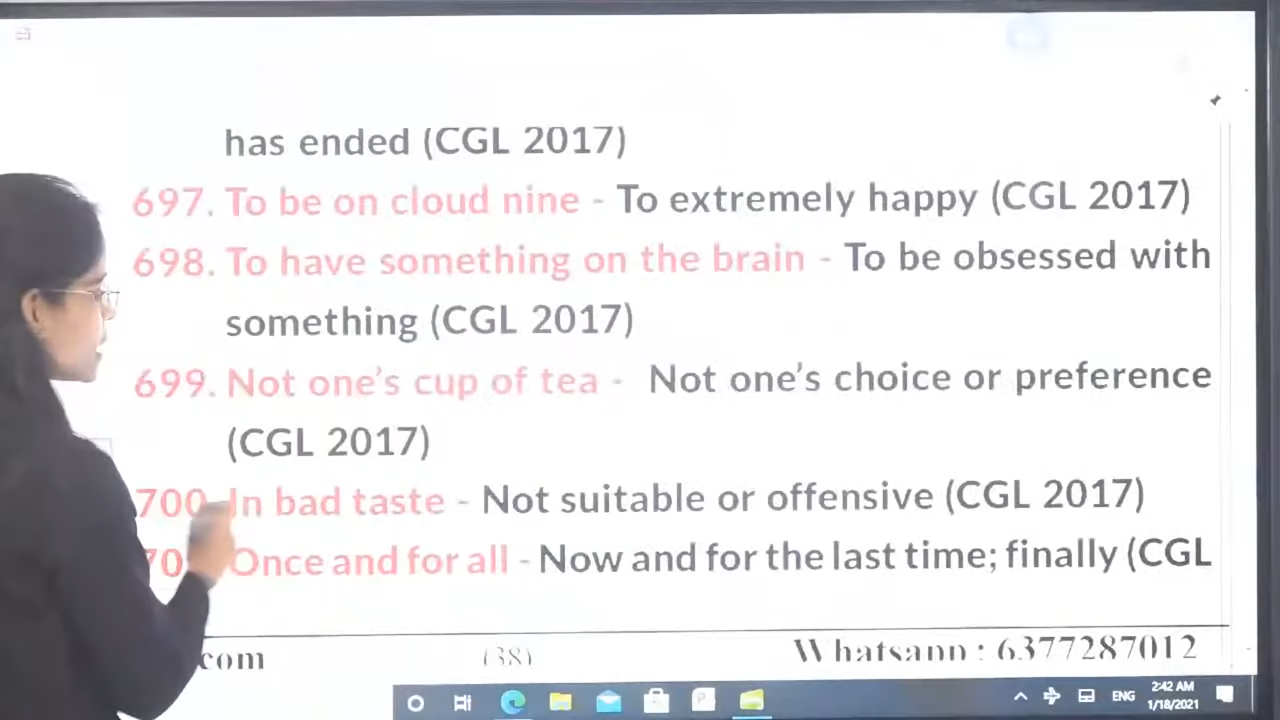 has ended (CGL 2017)
697. To be on cloud nine - To extremely happy (CGL 2017)
698. To have something on the brain - To be obsessed with
something (CGL 2017)
699. Not one's cup of tea - Not one's choice or preference
(CGL 2017)
700. In bad taste - Not suitable or offensive (CGL 2017)
Once and for all - Now and for the last time; finally (CGL
.com (38) Whatsapp : 6377287012
ENG 2:42 AM
1/18/2021